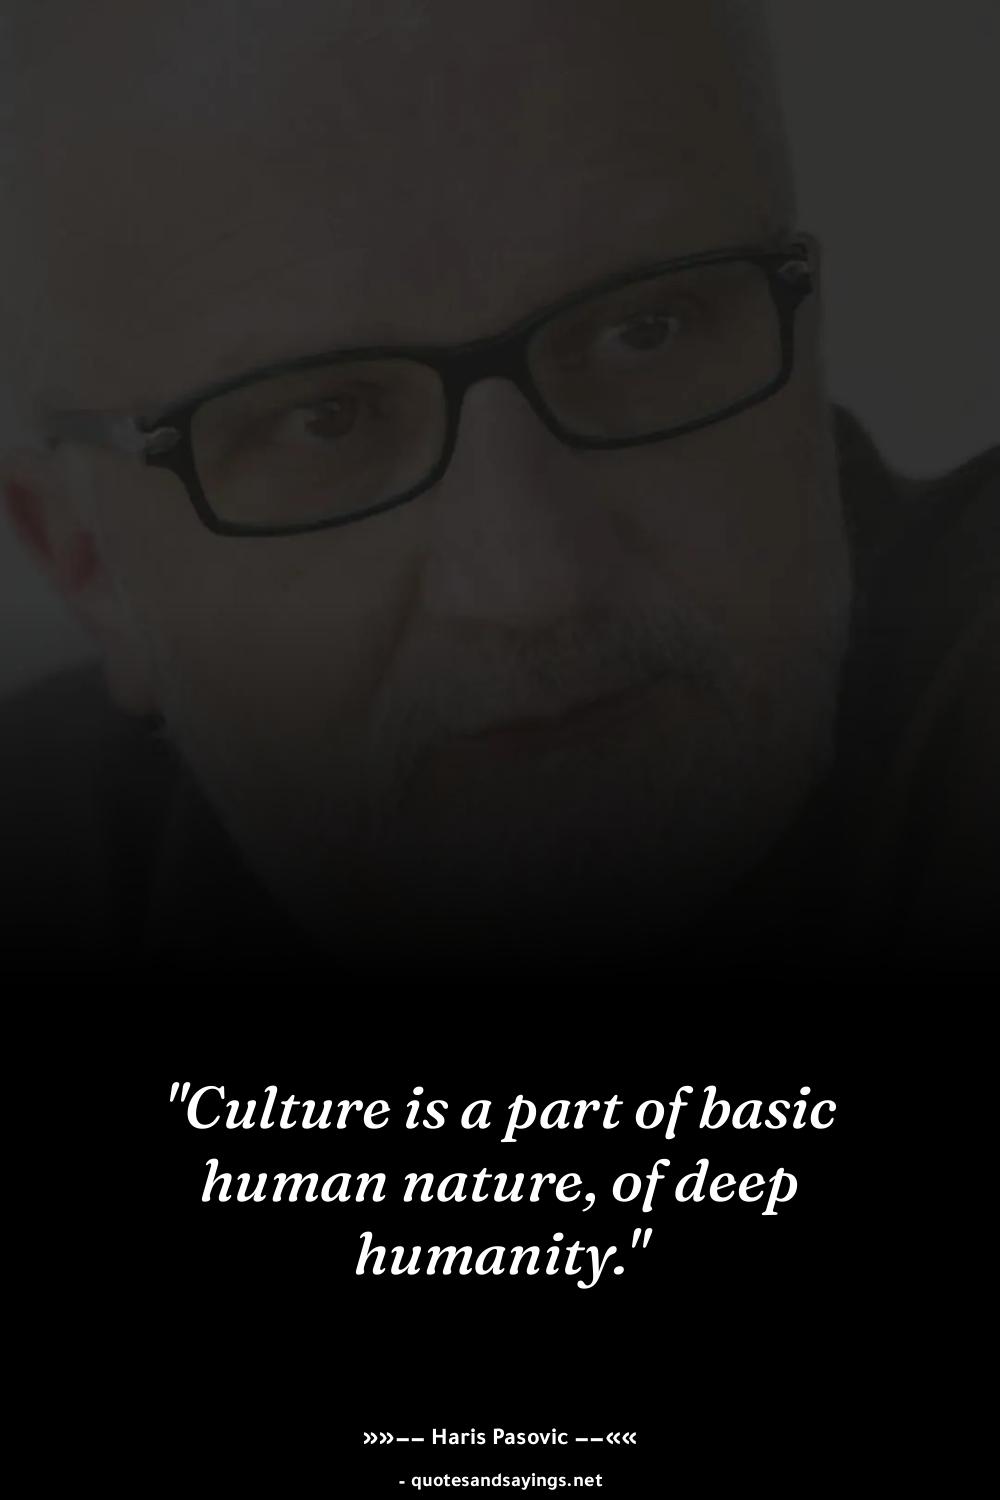 "Culture is a part of basic
human nature, of deep
humanity."
»»–– Haris Pasovic ––««
- quotesandsayings.net